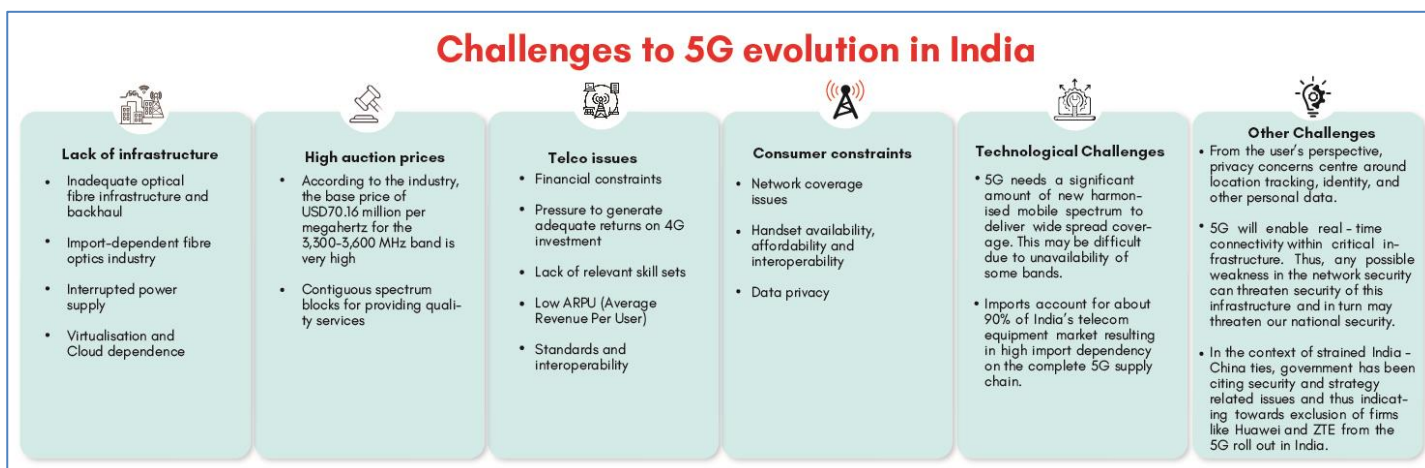 Challenges to 5G evolution in India
5G
Lack of infrastructure
• Inadequate optical
fibre infrastructure and
backhaul
• Import-dependent fibre
optics industry
• Interrupted power
supply
• Virtualisation and
Cloud dependence
High auction prices
• According to the industry,
the base price of
USD70.16 million per
megahertz for the
3,300-3,600 MHz band is
very high
• Contiguous spectrum
blocks for providing quali-
ty services
Telco issues
• Financial constraints
• Pressure to generate
adequate returns on 4G
investment
• Lack of relevant skill sets
• Low ARPU (Average
Revenue Per User)
• Standards and
interoperability
Consumer constraints
• Network coverage
issues
• Handset availability,
affordability and
interoperability
• Data privacy
Technological Challenges
• 5G needs a significant
amount of new harmon-
ised mobile spectrum to
deliver wide spread cover-
age. This may be difficult
due to unavailability of
some bands.
• Imports account for about
90% of India's telecom
equipment market resulting
in high import dependency
on the complete 5G supply
chain.
Other Challenges
• From the user's perspective,
privacy concerns centre around
location tracking, identity, and
other personal data.
• 5G will enable real - time
connectivity within critical in-
frastructure. Thus, any possible
weakness in the network security
can threaten security of this
infrastructure and in turn may
threaten our national security.
• In the context of strained India -
China ties, government has been
citing security and strategy
related issues and thus indicat-
ing towards exclusion of firms
like Huawei and ZTE from the
5G roll out in India.